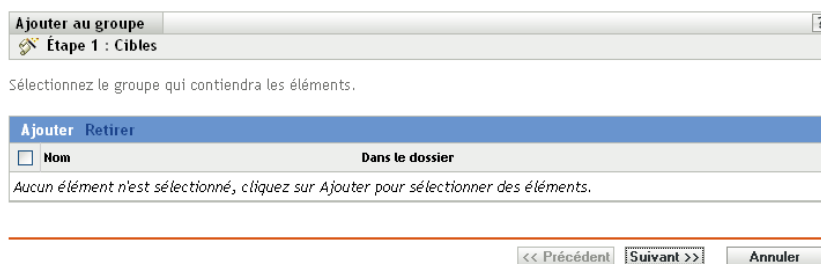 Ajouter au groupe
?
Étape 1 : Cibles
Sélectionnez le groupe qui contiendra les éléments.
Ajouter Retirer
Nom Dans le dossier
Aucun élément n'est sélectionné, cliquez sur Ajouter pour sélectionner des éléments.
<< Précédent Suivant >> Annuler